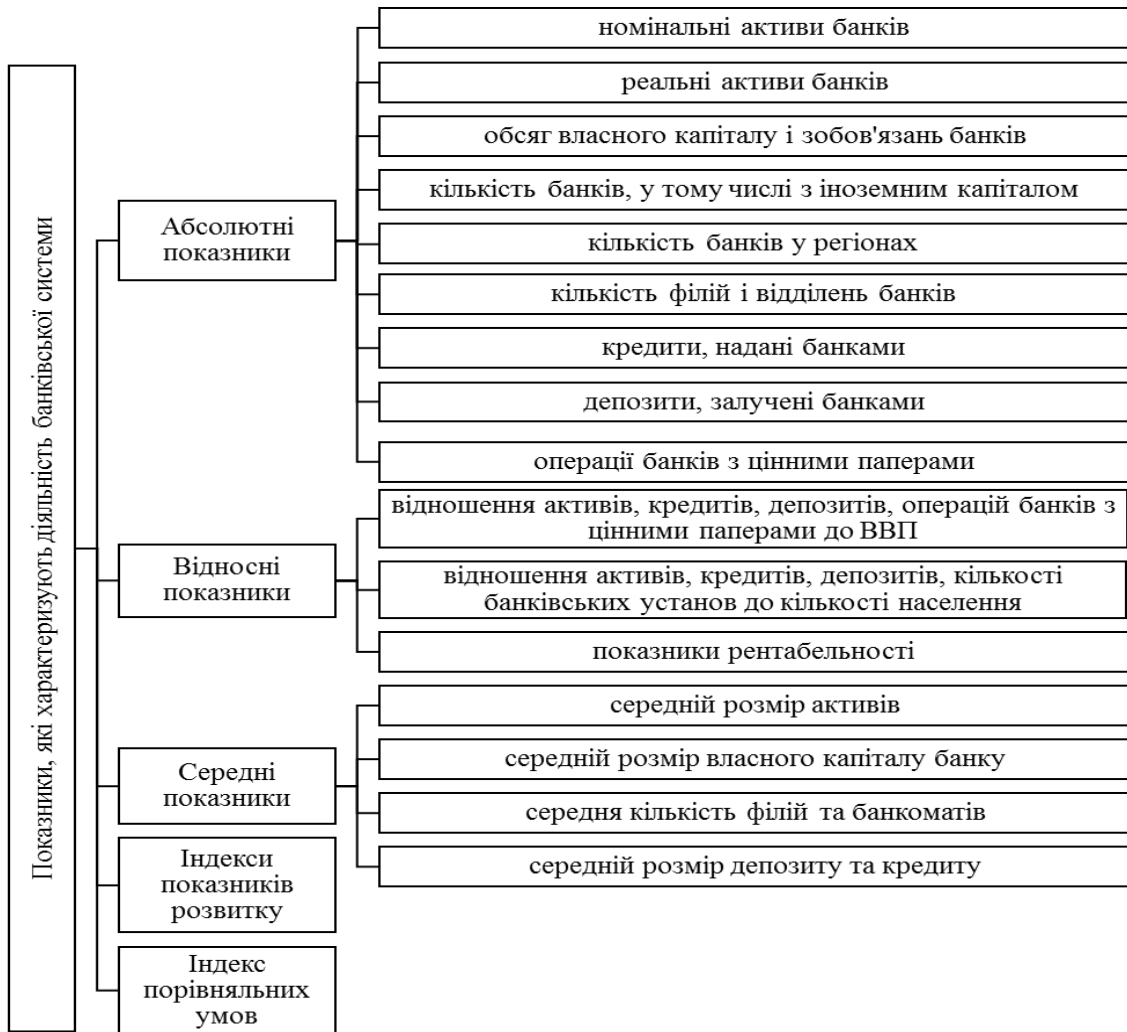 Показники, які характеризують діяльність банківської системи
Абсолютні
показники
номінальні активи банків
реальні активи банків
обсяг власного капіталу і зобов'язань банків
кількість банків, у тому числі з іноземним капіталом
кількість банків у регіонах
кількість філій і відділень банків
кредити, надані банками
депозити, залучені банками
операції банків з цінними паперами
Відносні
показники
відношення активів, кредитів, депозитів, операцій банків з
цінними паперами до ВВП
відношення активів, кредитів, депозитів, кількості
банківських установ до кількості населення
показники рентабельності
Середні
показники
середній розмір активів
середній розмір власного капіталу банку
середня кількість філій та банкоматів
середній розмір депозиту та кредиту
Індекси
показників
розвитку
Індекс
порівняльних
умов